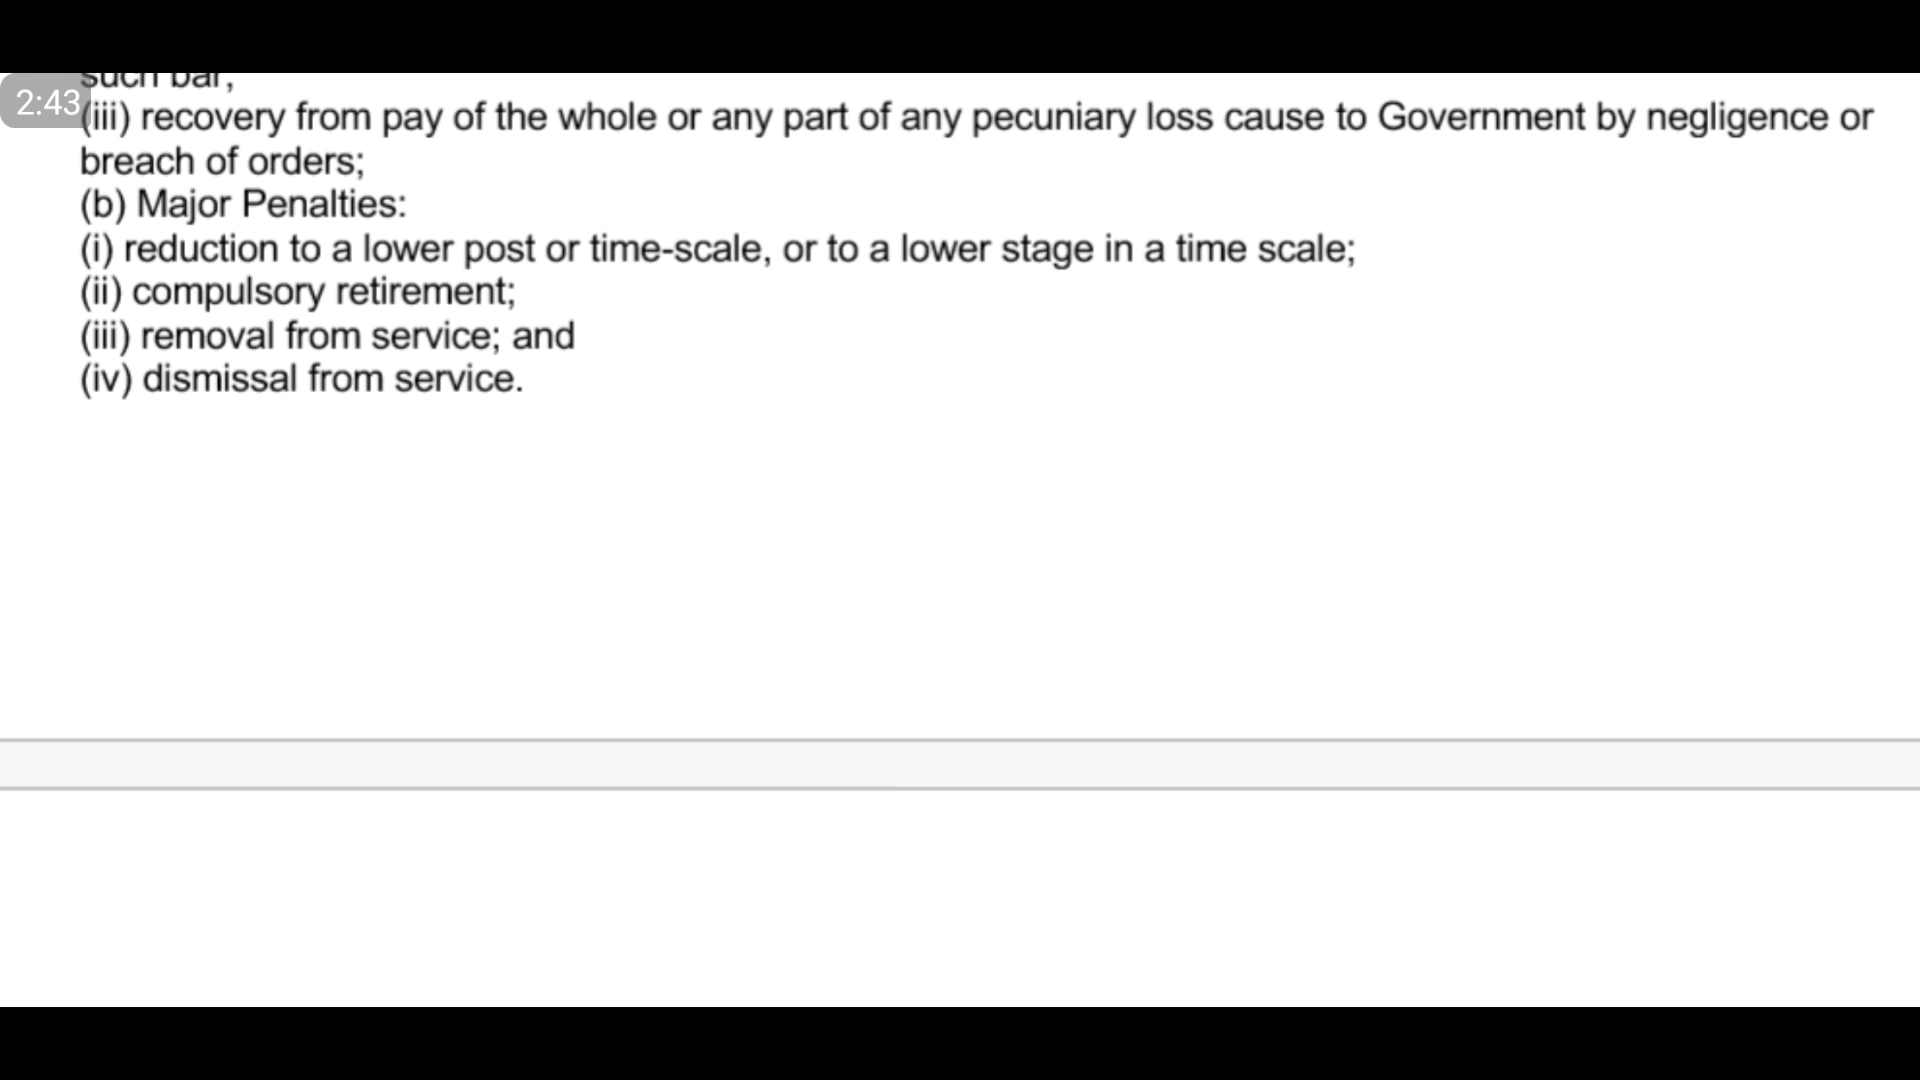 such bar;
2:43
(iii) recovery from pay of the whole or any part of any pecuniary loss cause to Government by negligence or
breach of orders;
(b) Major Penalties:
(i) reduction to a lower post or time-scale, or to a lower stage in a time scale;
(ii) compulsory retirement;
(iii) removal from service; and
(iv) dismissal from service.